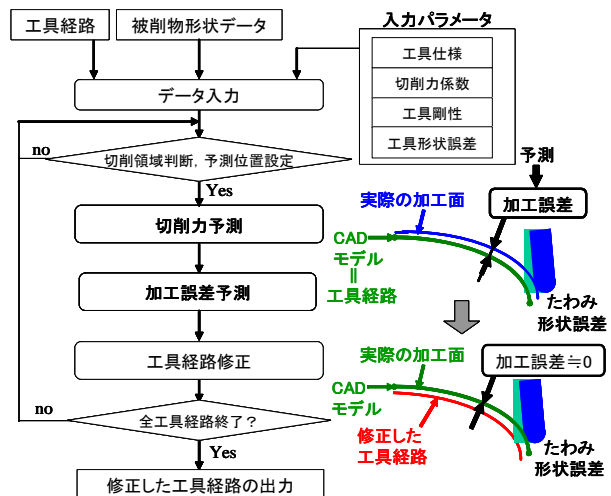 工具経路
被削物形状データ
入力パラメータ
工具仕様
切削力係数
工具剛性
工具形状誤差
データ入力
no
切削領域判断，予測位置設定
Yes
切削力予測
加工誤差予測
工具経路修正
no
全工具経路終了？
Yes
修正した工具経路の出力
予測
実際の加工面
加工誤差
CAD
モデル
||
工具経路
たわみ
形状誤差
実際の加工面
加工誤差≒0
CAD
モデル
修正した
工具経路
たわみ
形状誤差